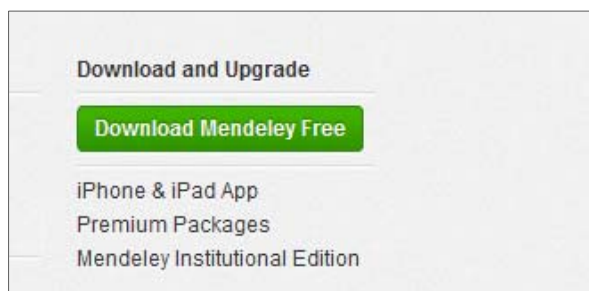 Download and Upgrade
Download Mendeley Free
iPhone & iPad App
Premium Packages
Mendeley Institutional Edition